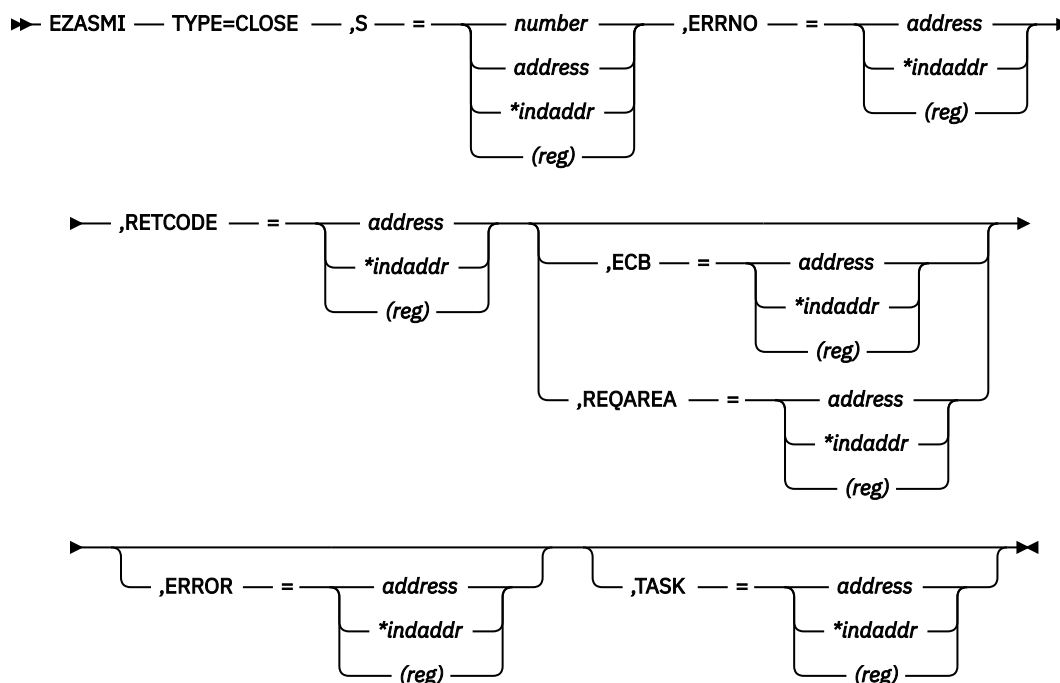 EZASMI TYPE=CLOSE ,S = number ,ERRNO = address
address *indaddr
*indaddr (reg)
(reg)
,RETCODE = address
*indaddr
(reg)
,ECB = address
*indaddr
(reg)
,REQAREA = address
*indaddr
(reg)
,ERROR = address
*indaddr
(reg)
,TASK = address
*indaddr
(reg)